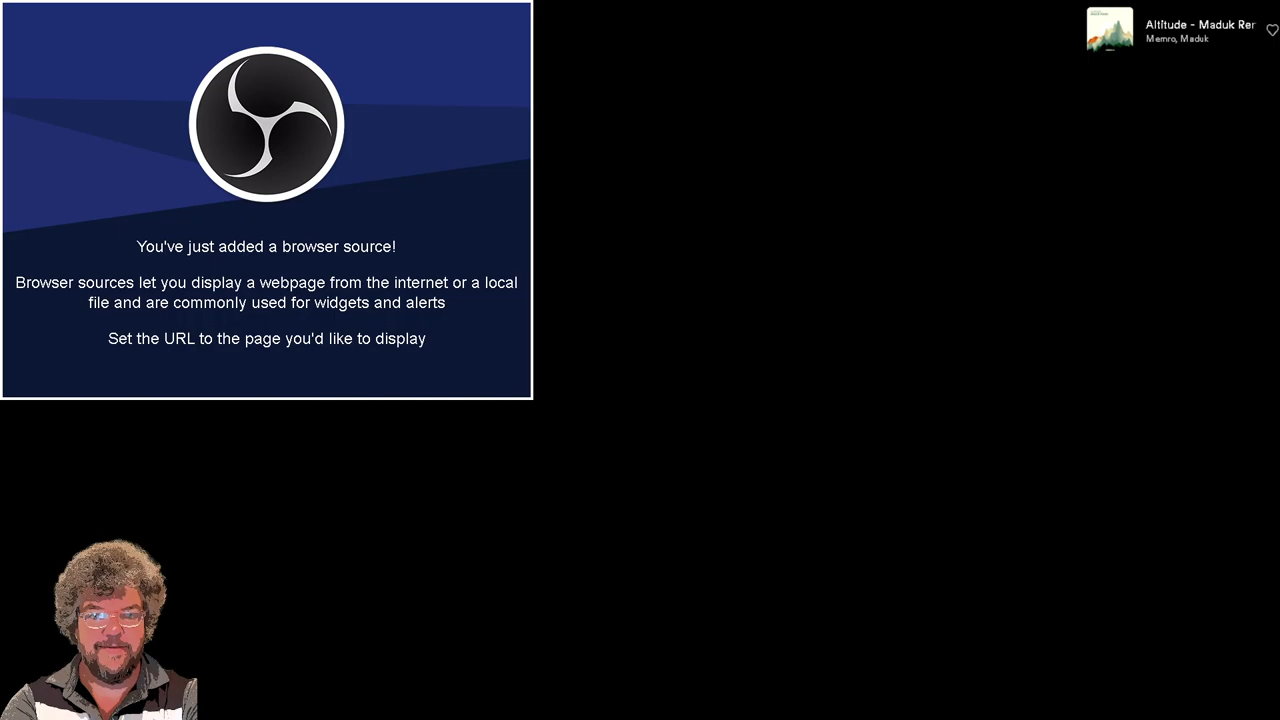 You've just added a browser source!
Browser sources let you display a webpage from the internet or a local
file and are commonly used for widgets and alerts
Set the URL to the page you'd like to display
Altitude - Maduk Rer
Memro, Maduk